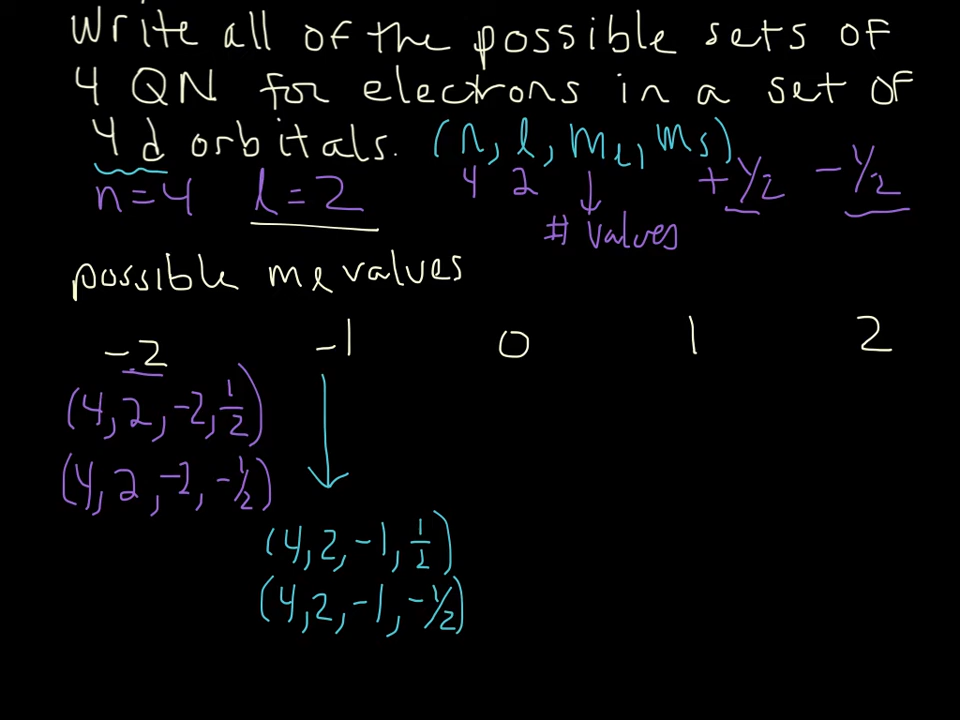 Write all of the possible sets of
4 QN for electrons in a set of
4d orbitals. (n, l, ml, ms)
n=4 l=2 4 2 +1/2 -1/2
# values
possible ml values
-2 -1 0 1 2
(4, 2, -2, 1/2)
(4, 2, -2, -1/2)
(4, 2, -1, 1/2)
(4, 2, -1, -1/2)